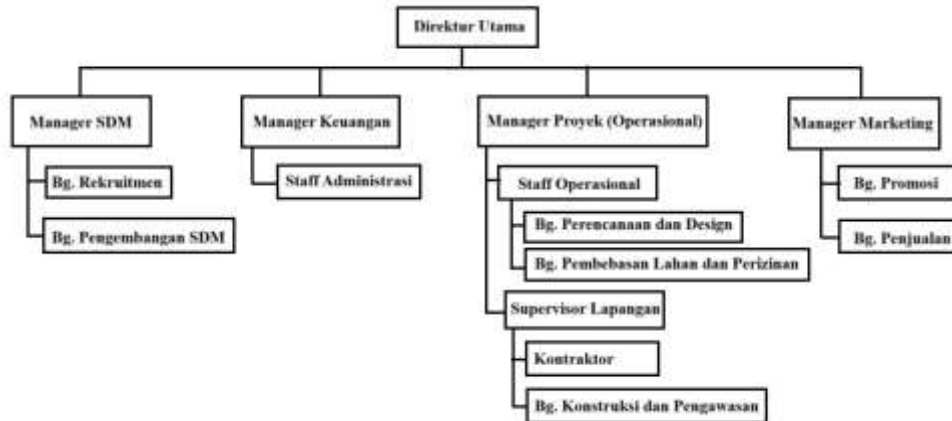 Direktur Utama
Manager SDM
Manager Keuangan
Manager Proyek (Operasional)
Manager Marketing
Bg. Rekruitmen
Bg. Pengembangan SDM
Staff Administrasi
Staff Operasional
Bg. Perencanaan dan Design
Bg. Pembebasan Lahan dan Perizinan
Supervisor Lapangan
Kontraktor
Bg. Konstruksi dan Pengawasan
Bg. Promosi
Bg. Penjualan